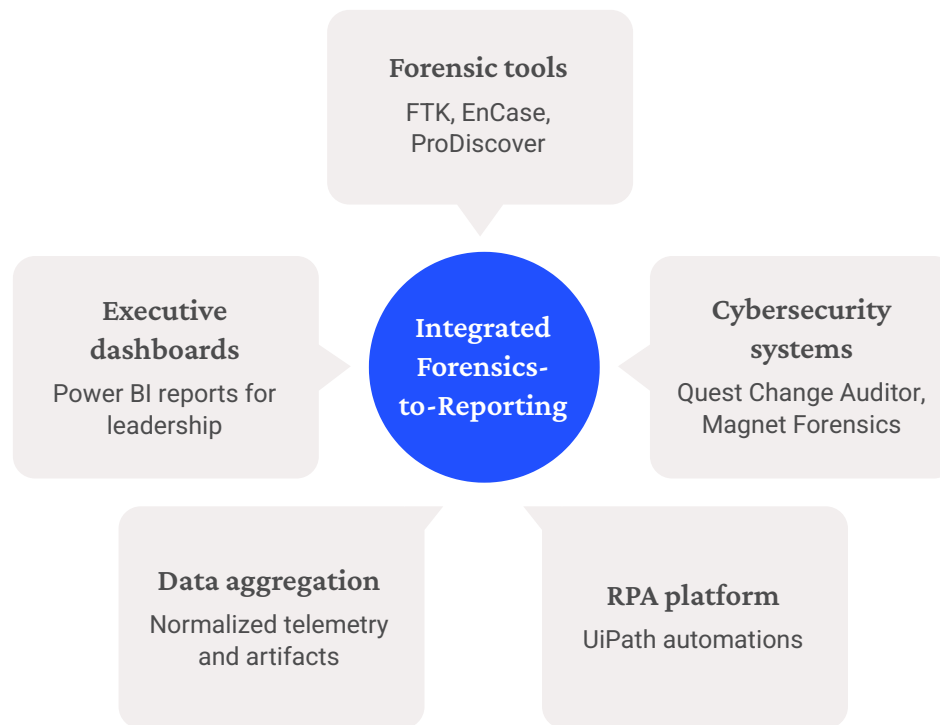 Forensic tools
FTK, EnCase,
ProDiscover
Executive
dashboards
Power BI reports for
leadership
Integrated
Forensics-
to-Reporting
Cybersecurity
systems
Quest Change Auditor,
Magnet Forensics
Data aggregation
Normalized telemetry
and artifacts
RPA platform
UiPath automations